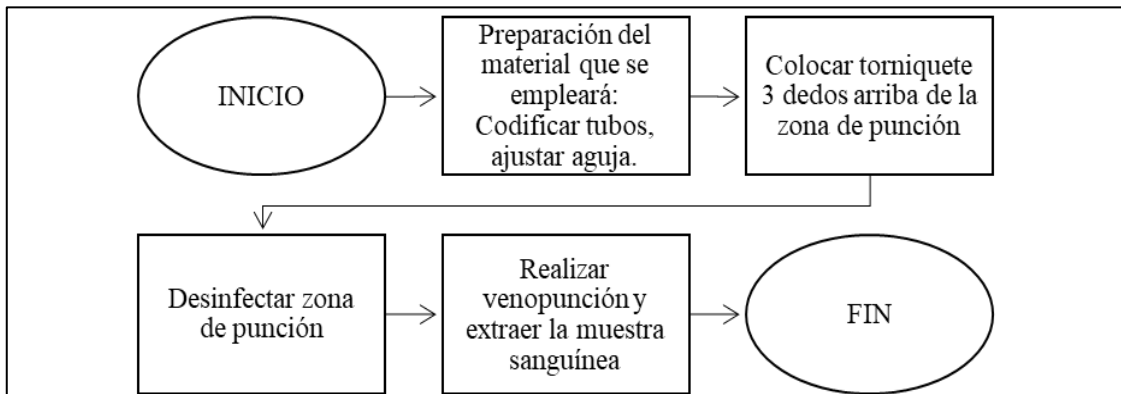 INICIO
Preparación del
material que se
empleará:
Codificar tubos,
ajustar aguja.
Colocar torniquete
3 dedos arriba de la
zona de punción
Desinfectar zona
de punción
Realizar
venopunción y
extraer la muestra
sanguínea
FIN